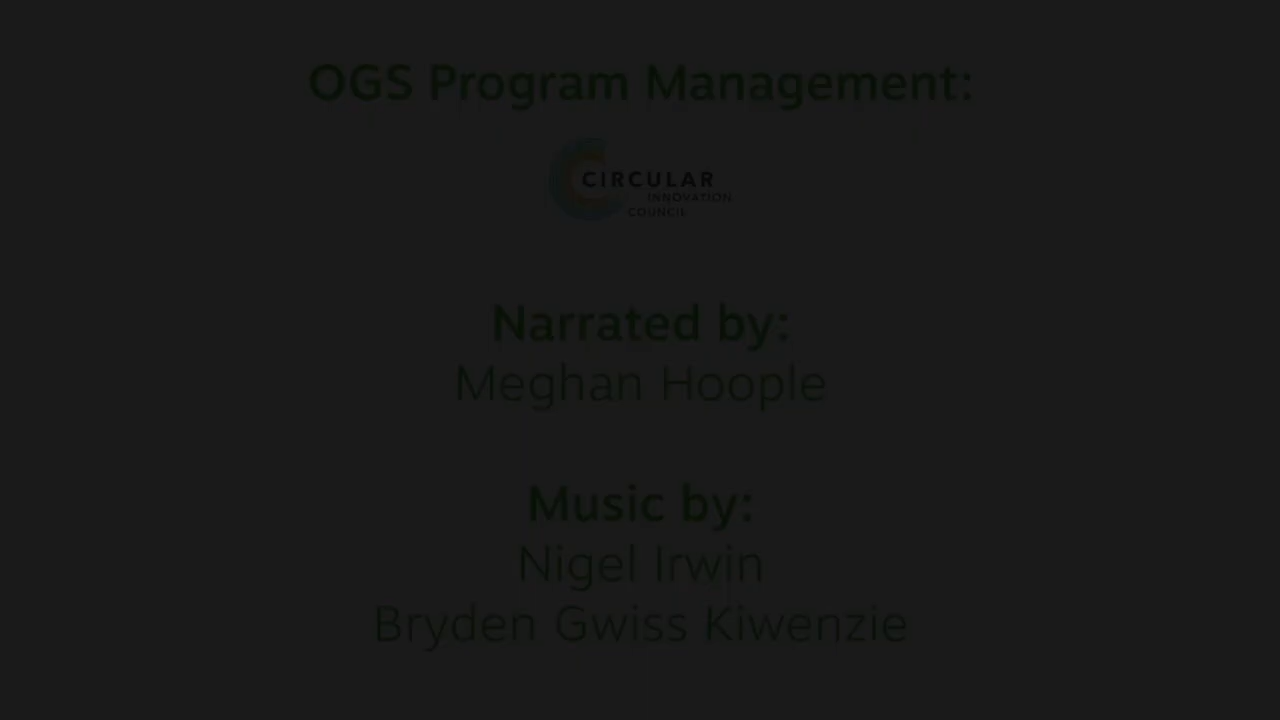 OGS Program Management:
CIRCULAR
INNOVATION
COUNCIL
Narrated by:
Meghan Hoople
Music by:
Nigel Irwin
Bryden Gwiss Kiwenzie